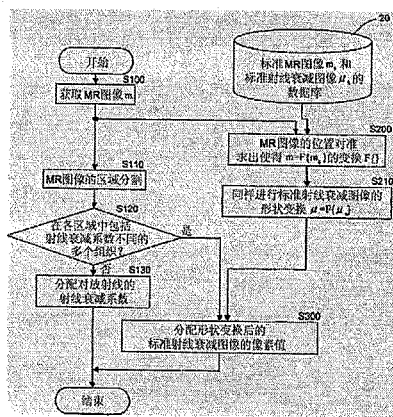 20
开始
标准MR图像mₛ和
标准射线衰减图像μₛ的
数据库
S100
获取MR图像m
S200
MR图像的位置对准
求出使得m=F{mₛ}的变换F{}
S110
MR图像的区域分割
S210
同样进行标准射线衰减图像的
形状变换μ=F{μₛ}
S120
在各区域中包括
射线衰减系数不同的
多个组织?
是
否
S130
分配对放射线的
射线衰减系数
S300
分配形状变换后的
标准射线衰减图像的像素值
结束